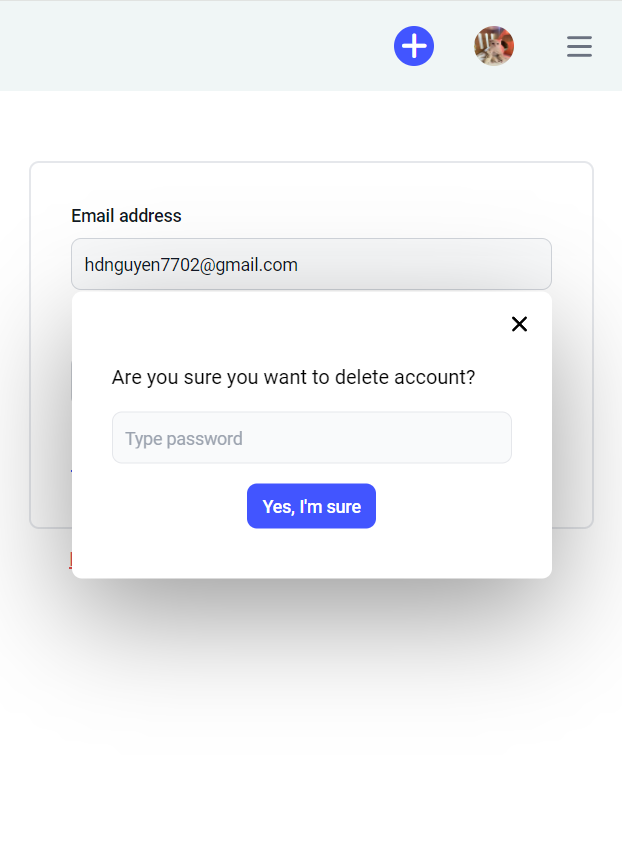 Email address
hdnguyen7702@gmail.com
Are you sure you want to delete account?
Type password
Yes, I'm sure